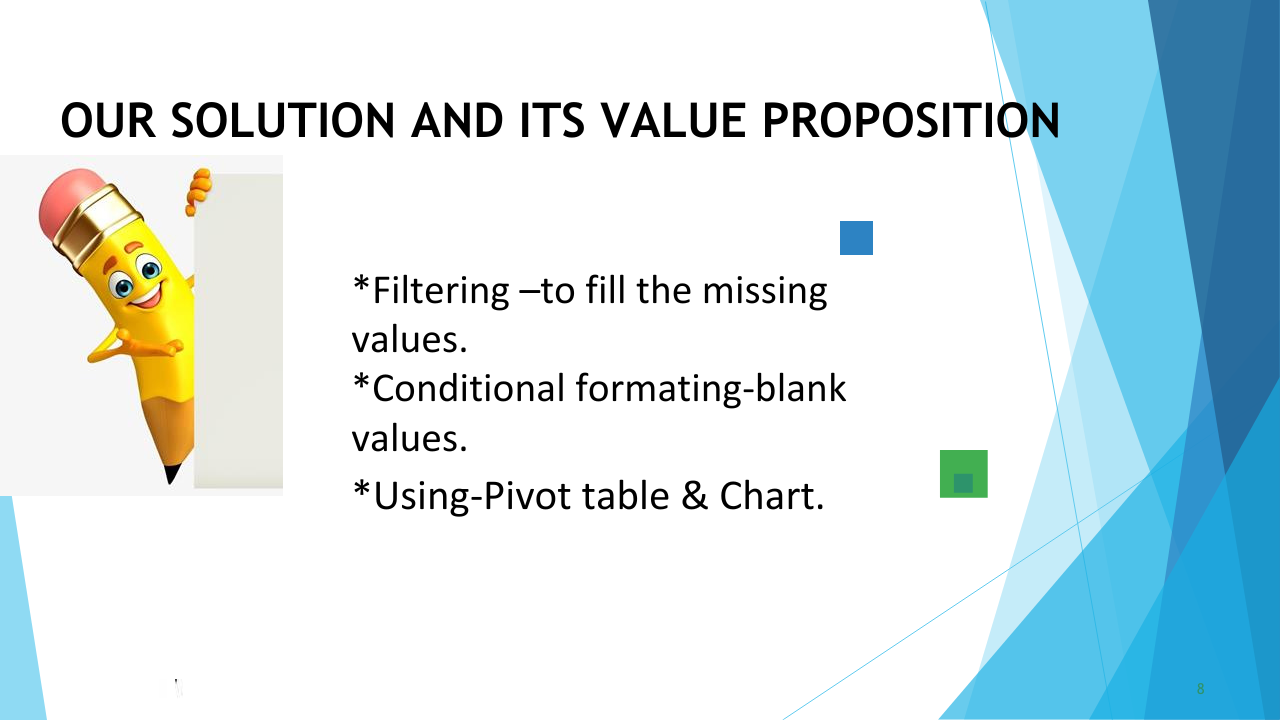 OUR SOLUTION AND ITS VALUE PROPOSITION
*Filtering –to fill the missing
values.
*Conditional formating-blank
values.
*Using-Pivot table & Chart.
8